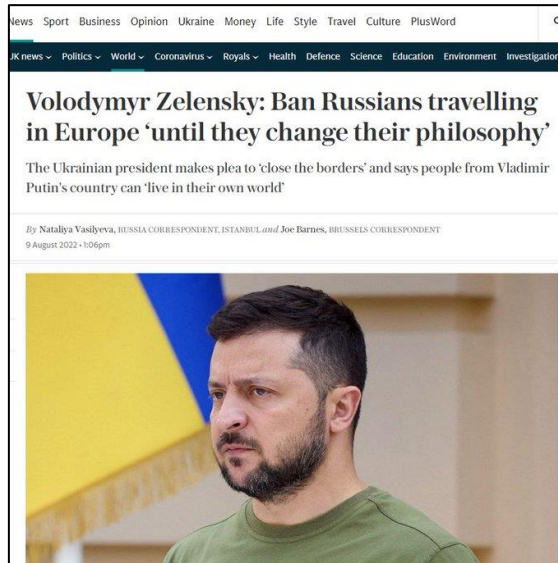 News Sport Business Opinion Ukraine Money Life Style Travel Culture PlusWord
UK news Politics World Coronavirus Royals Health Defence Science Education Environment
Volodymyr Zelensky: Ban Russians travelling
in Europe ‘until they change their philosophy’
The Ukrainian president makes plea to ‘close the borders’ and says people from Vladimir
Putin's country can ‘live in their own world’
By Nataliya Vasilyeva, RUSSIA CORRESPONDENT, ISTANBUL and Joe Barnes, BRUSSELS CORRESPONDENT
9 August 2022 • 1:06pm